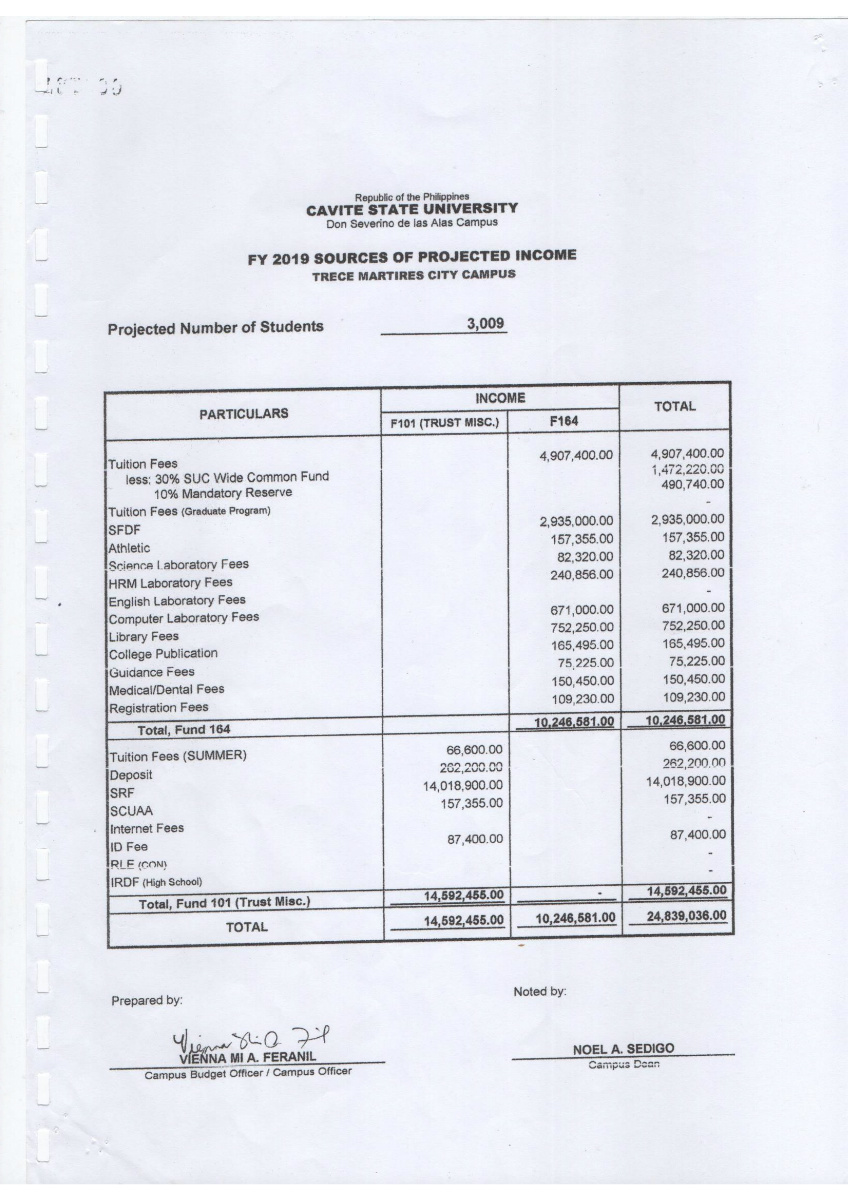 Republic of the Philippines
CAVITE STATE UNIVERSITY
Don Severino de las Alas Campus
FY 2019 SOURCES OF PROJECTED INCOME
TRECE MARTIRES CITY CAMPUS
Projected Number of Students 3,009
PARTICULARS INCOME TOTAL
F101 (TRUST MISC.) F164
Tuition Fees 4,907,400.00 4,907,400.00
less: 30% SUC Wide Common Fund 1,472,220.00
10% Mandatory Reserve 490,740.00
Tuition Fees (Graduate Program) -
SFDF 2,935,000.00 2,935,000.00
Athletic 157,355.00 157,355.00
Science Laboratory Fees 82,320.00 82,320.00
HRM Laboratory Fees 240,856.00 240,856.00
English Laboratory Fees -
Computer Laboratory Fees 671,000.00 671,000.00
Library Fees 752,250.00 752,250.00
College Publication 165,495.00 165,495.00
Guidance Fees 75,225.00 75,225.00
Medical/Dental Fees 150,450.00 150,450.00
Registration Fees 109,230.00 109,230.00
Total, Fund 164 10,246,581.00 10,246,581.00
Tuition Fees (SUMMER) 66,600.00 66,600.00
Deposit 262,200.00 262,200.00
SRF 14,018,900.00 14,018,900.00
SCUAA 157,355.00 157,355.00
Internet Fees -
ID Fee 87,400.00 87,400.00
RLE (CON) -
IRDF (High School) -
Total, Fund 101 (Trust Misc.) 14,592,455.00 - 14,592,455.00
TOTAL 14,592,455.00 10,246,581.00 24,839,036.00
Prepared by: Noted by:
VIENNA MI A. FERANIL NOEL A. SEDIGO
Campus Budget Officer / Campus Officer Campus Dean